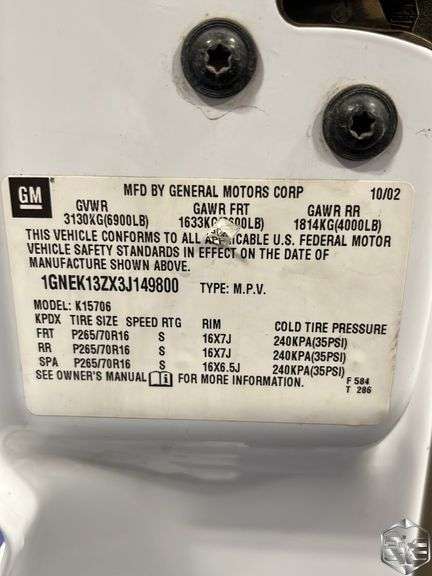 GM
MFD BY GENERAL MOTORS CORP 10/02
GVWR GAWR FRT GAWR RR
3130KG(6900LB) 1633KG( 600LB) 1814KG(4000LB)
THIS VEHICLE CONFORMS TO ALL APPLICABLE U.S. FEDERAL MOTOR
VEHICLE SAFETY STANDARDS IN EFFECT ON THE DATE OF
MANUFACTURE SHOWN ABOVE.
1GNEK13ZX3J149800 TYPE: M.P.V.
MODEL: K15706
KPDX TIRE SIZE SPEED RTG RIM COLD TIRE PRESSURE
FRT P265/70R16 S 16X7J 240KPA(35PSI)
RR P265/70R16 S 16X7J 240KPA(35PSI)
SPA P265/70R16 S 16X6.5J 240KPA(35PSI)
SEE OWNER'S MANUAL FOR MORE INFORMATION.
F 584
T 286